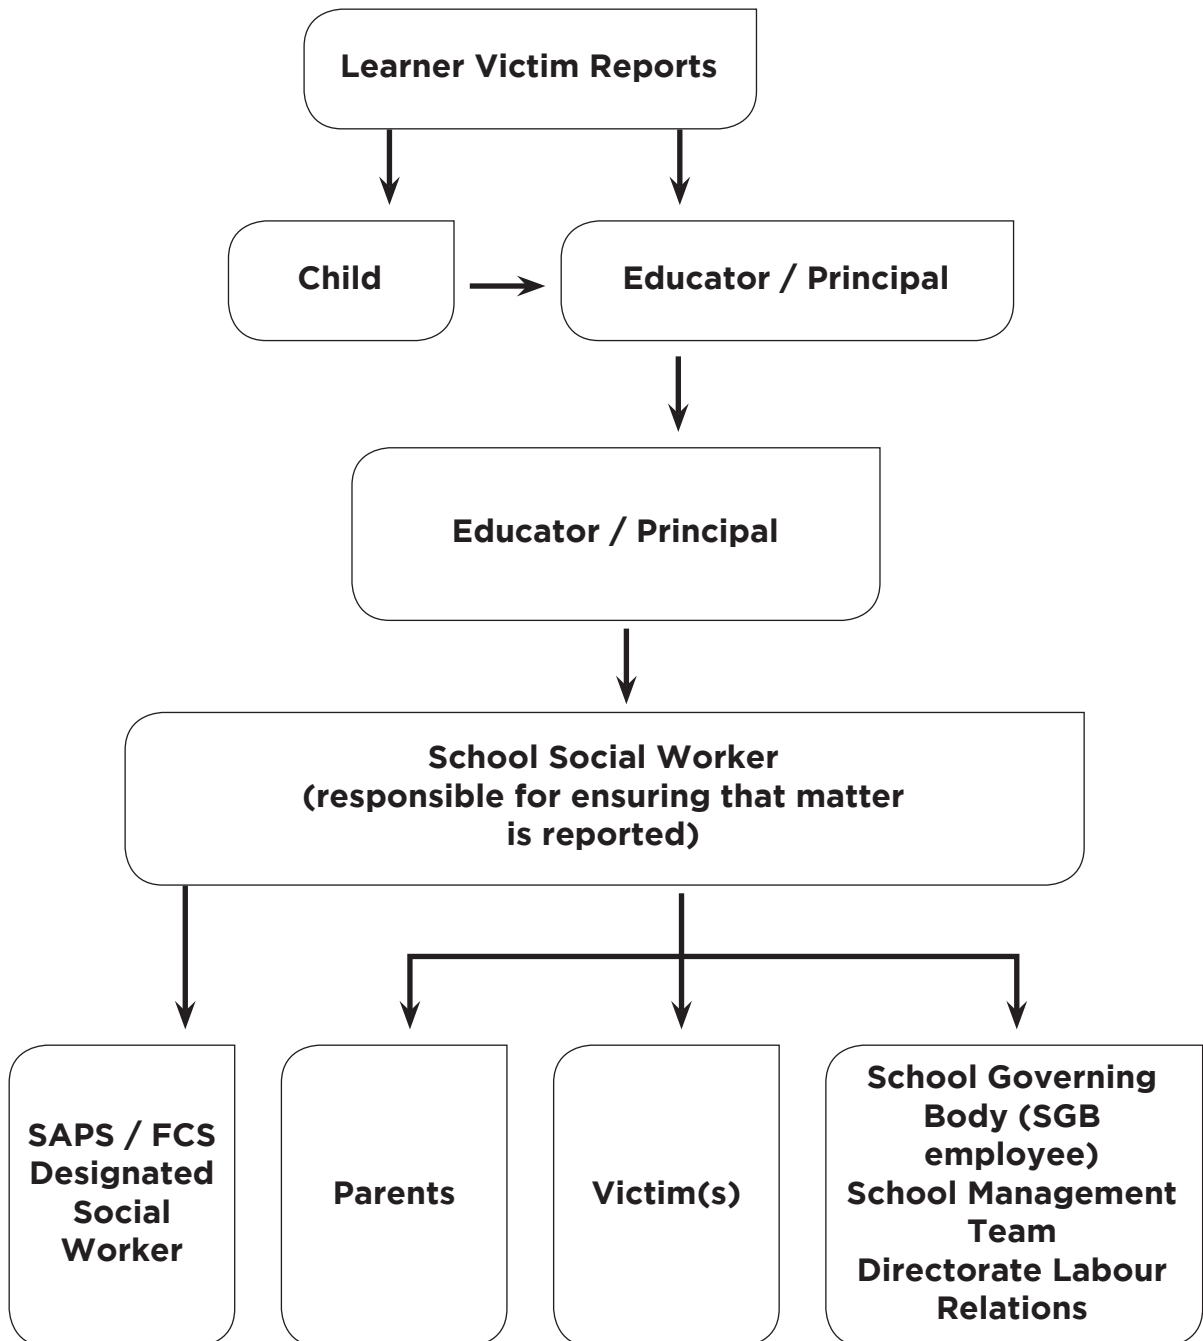 Learner Victim Reports
Child
Educator / Principal
Educator / Principal
School Social Worker
(responsible for ensuring that matter
is reported)
SAPS / FCS
Designated
Social
Worker
Parents
Victim(s)
School Governing
Body (SGB
employee)
School Management
Team
Directorate Labour
Relations